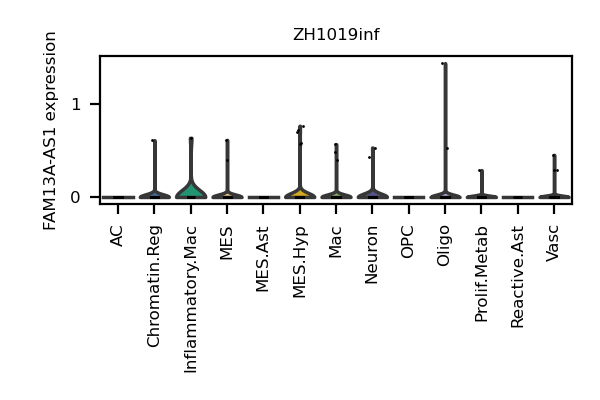 ZH1019inf
FAM13A-AS1 expression
1
0
AC
Chromatin.Reg
Inflammatory.Mac
MES
MES.Ast
MES.Hyp
Mac
Neuron
OPC
Oligo
Prolif.Metab
Reactive.Ast
Vasc